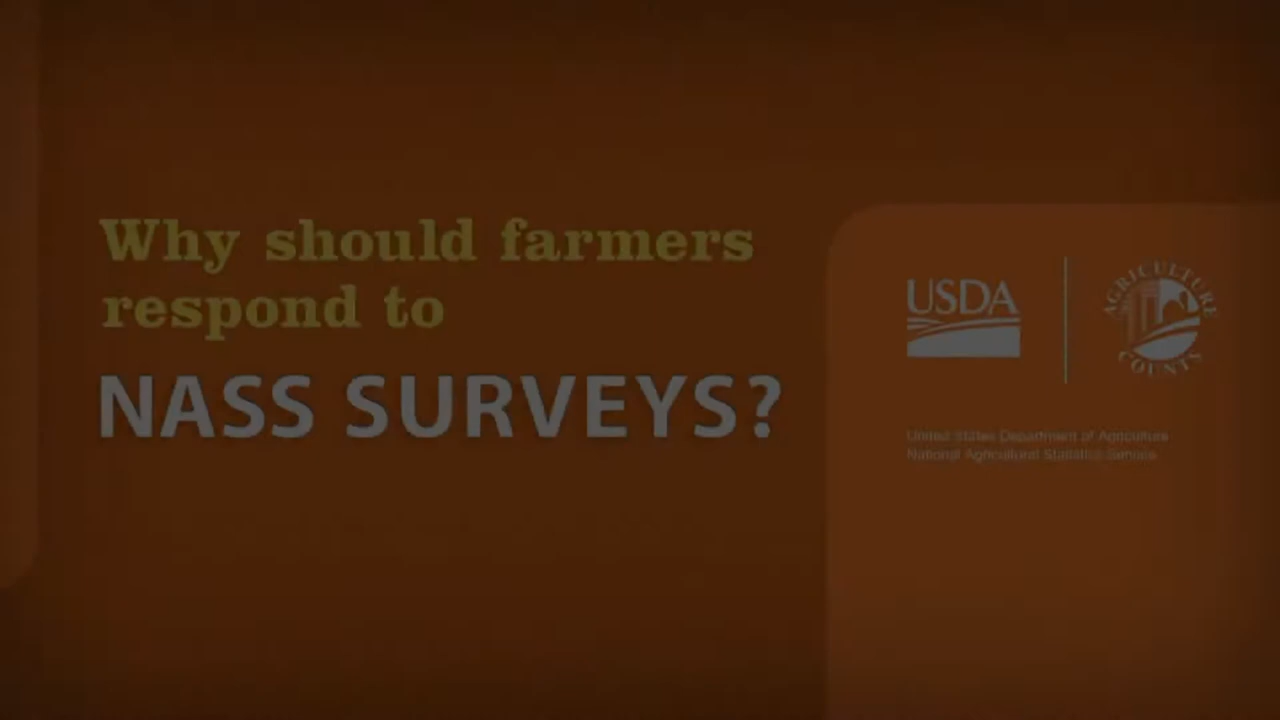 Why should farmers
respond to
NASS SURVEYS?
USDA
AGRICULTURE
COUNTS
United States Department of Agriculture
National Agricultural Statistics Service